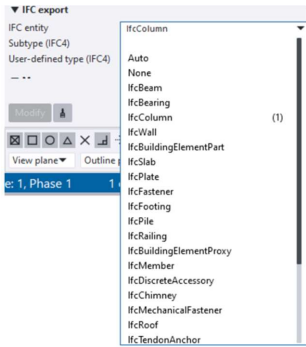 ▼ IFC export
IFC entity
IfcColumn
Subtype (IFC4)
User-defined type (IFC4)
Auto
None
IfcBeam
IfcBearing
IfcColumn (1)
IfcWall
IfcBuildingElementPart
IfcSlab
IfcPlate
IfcFastener
IfcFooting
IfcPile
IfcRailing
IfcBuildingElementProxy
IfcMember
IfcDiscreteAccessory
IfcChimney
IfcMechanicalFastener
IfcRoof
IfcTendonAnchor
Modify
View plane▼ Outline
e: 1, Phase 1 1